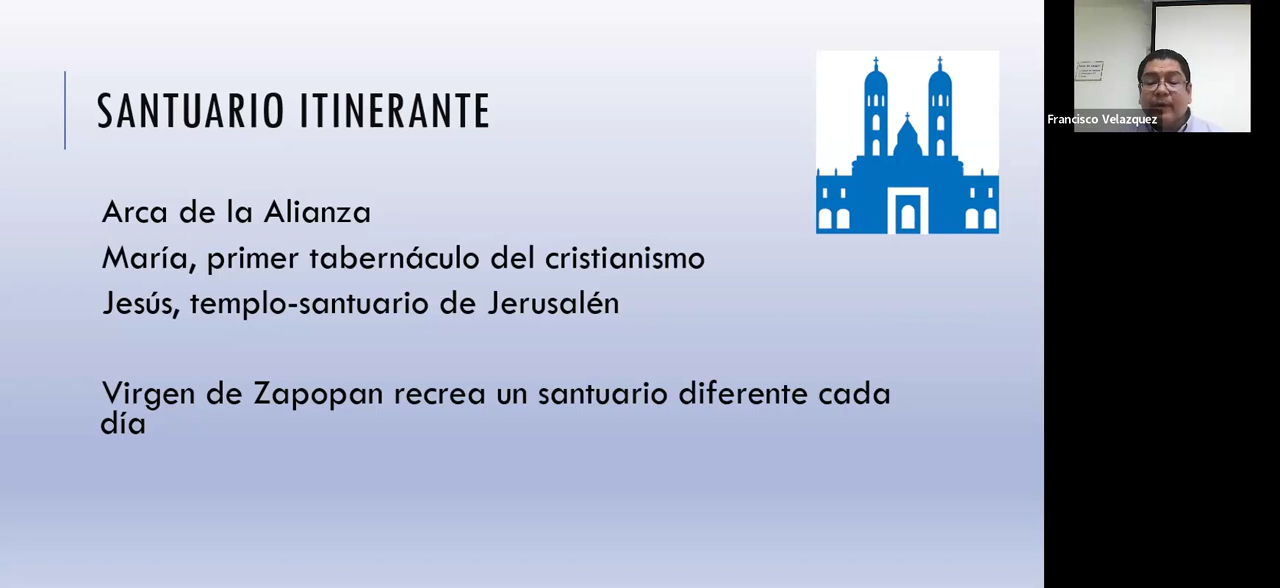 SANTUARIO ITINERANTE
Arca de la Alianza
María, primer tabernáculo del cristianismo
Jesús, templo-santuario de Jerusalén
Virgen de Zapopan recrea un santuario diferente cada
día
Francisco Velazquez